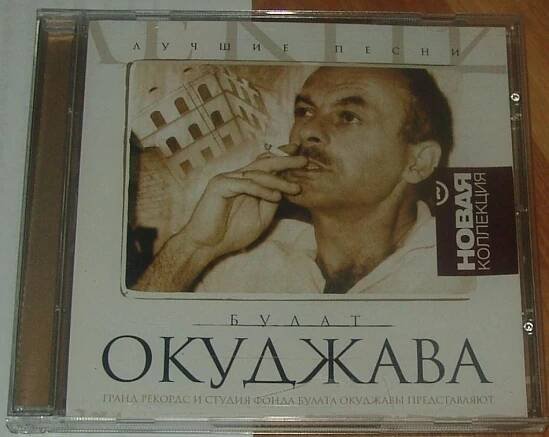 ЛУЧШИЕ ПЕСНИ
НОВАЯ
КОЛЛЕКЦИЯ
БУЛАТ
ОКУДЖАВА
ГРАНД РЕКОРДС И СТУДИЯ ФОНДА БУЛАТА ОКУДЖАВЫ ПРЕДСТАВЛЯЮТ